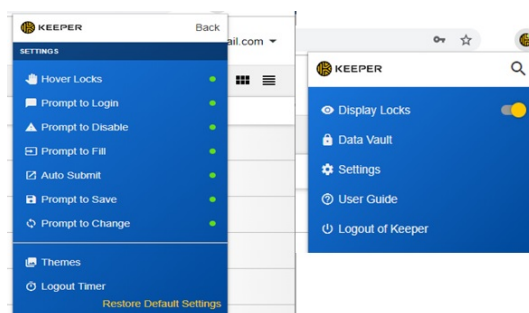 KEEPER
Back
SETTINGS
Hover Locks
Prompt to Login
Prompt to Disable
Prompt to Fill
Auto Submit
Prompt to Save
Prompt to Change
Themes
Logout Timer
Restore Default Settings
ail.com
KEEPER
Display Locks
Data Vault
Settings
User Guide
Logout of Keeper